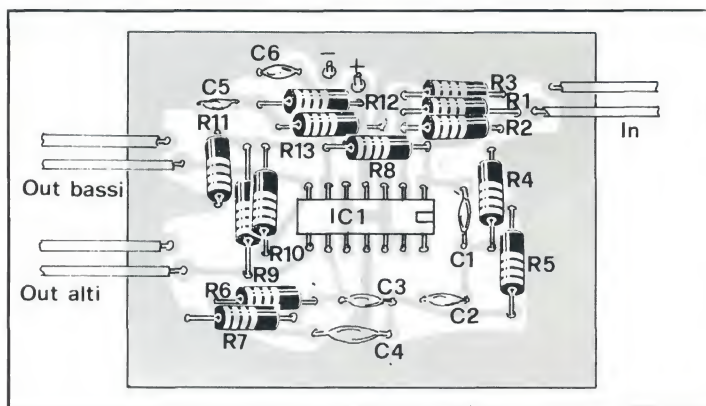 C6
−
+
C5
R3
R12
R1
R11
R2
In
R13
R8
R4
Out bassi
IC1
R10
C1
R5
R9
Out alti
R6
C3
C2
R7
C4